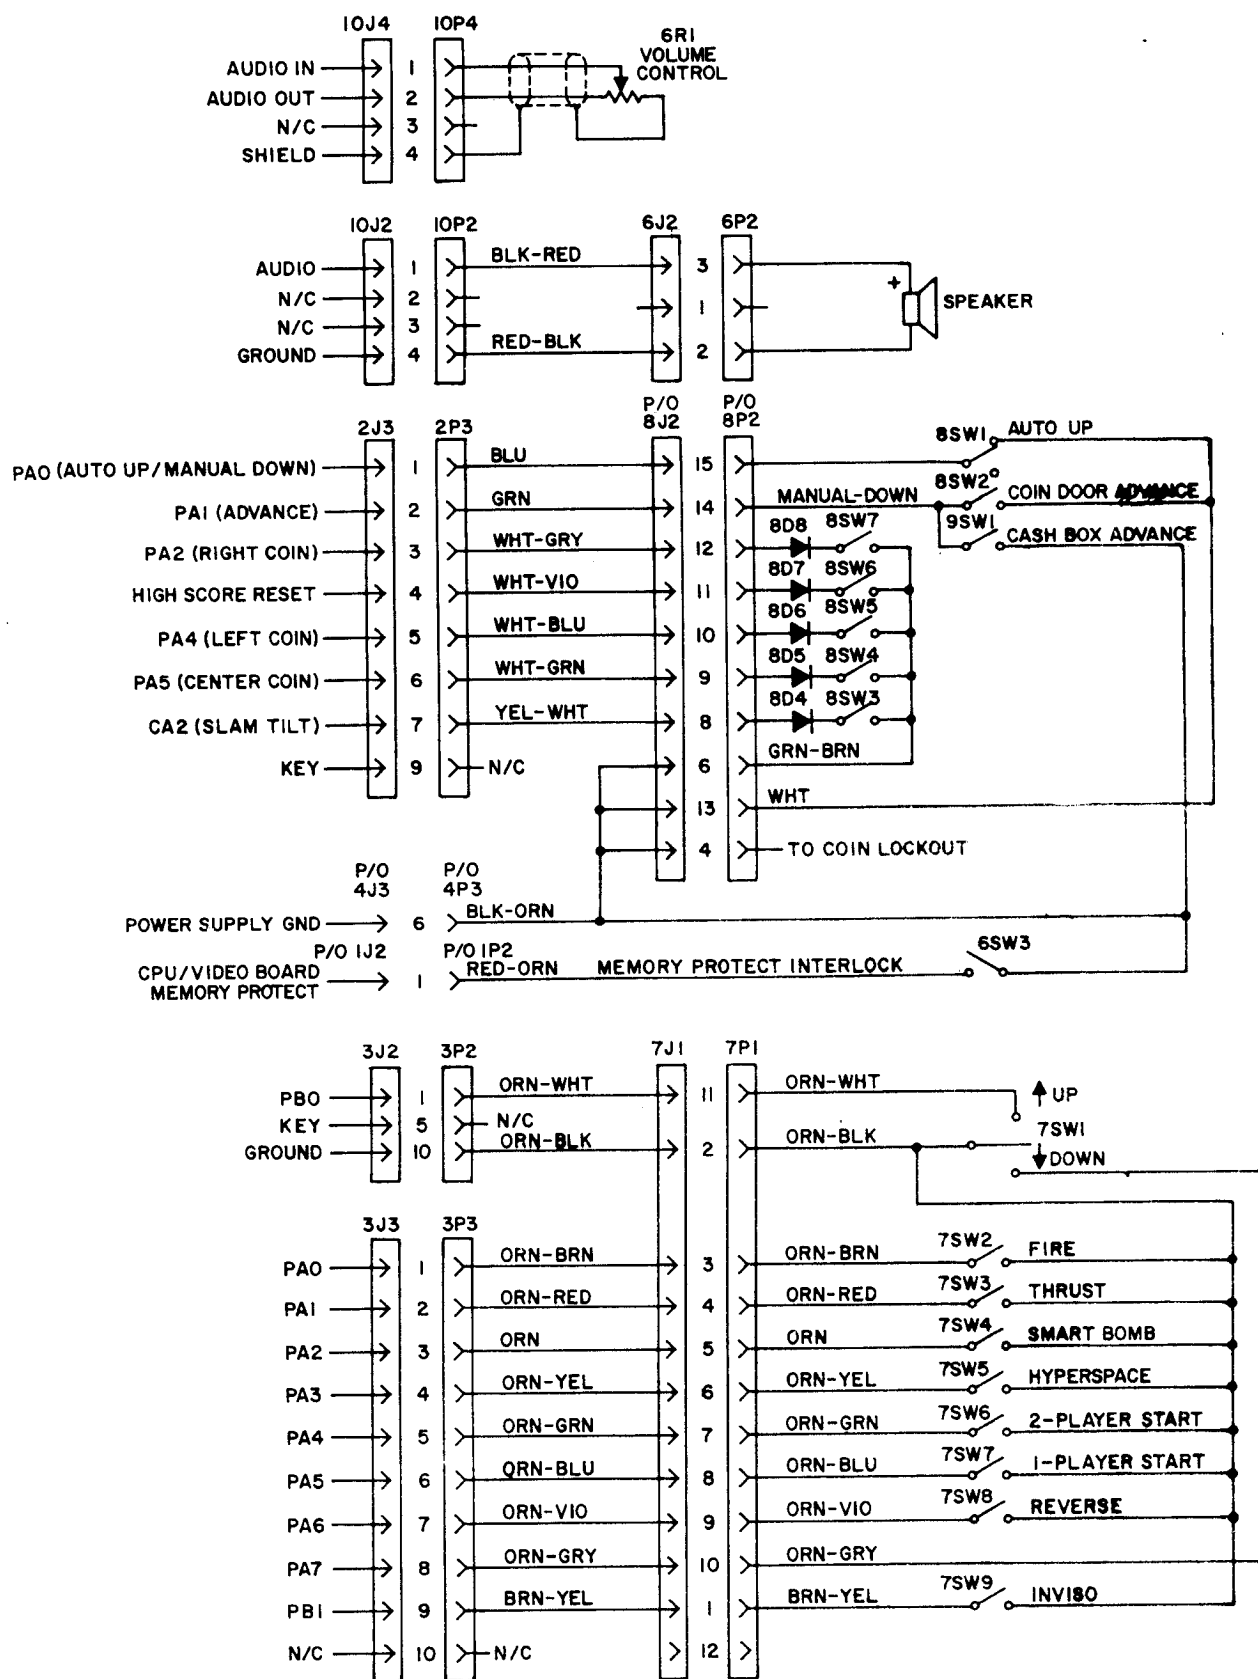 10J4 10P4
6R1
VOLUME
CONTROL
AUDIO IN 1
AUDIO OUT 2
N/C 3
SHIELD 4
10J2 10P2 6J2 6P2
AUDIO 1 BLK-RED 3
N/C 2 1 + SPEAKER
N/C 3
GROUND 4 RED-BLK 2
P/O P/O
2J3 2P3 8J2 8P2
PA0 (AUTO UP/MANUAL DOWN) 1 BLU 15 8SW1 AUTO UP
PA1 (ADVANCE) 2 GRN 14 MANUAL-DOWN 8SW2 COIN DOOR ADVANCE
9SW1 CASH BOX ADVANCE
PA2 (RIGHT COIN) 3 WHT-GRY 12 8D8 8SW7
HIGH SCORE RESET 4 WHT-VIO 11 8D7 8SW6
PA4 (LEFT COIN) 5 WHT-BLU 10 8D6 8SW5
PA5 (CENTER COIN) 6 WHT-GRN 9 8D5 8SW4
CA2 (SLAM TILT) 7 YEL-WHT 8 8D4 8SW3
KEY 9 N/C 6 GRN-BRN
13 WHT
4 TO COIN LOCKOUT
P/O P/O
4J3 4P3
POWER SUPPLY GND 6 BLK-ORN
P/O 1J2 P/O 1P2
CPU/VIDEO BOARD
MEMORY PROTECT 1 RED-ORN MEMORY PROTECT INTERLOCK 6SW3
3J2 3P2 7J1 7P1
PB0 1 ORN-WHT 11 ORN-WHT UP
KEY 5 N/C
GROUND 10 ORN-BLK 2 ORN-BLK 7SW1
DOWN
3J3 3P3
PA0 1 ORN-BRN 3 ORN-BRN 7SW2 FIRE
PA1 2 ORN-RED 4 ORN-RED 7SW3 THRUST
PA2 3 ORN 5 ORN 7SW4 SMART BOMB
PA3 4 ORN-YEL 6 ORN-YEL 7SW5 HYPERSPACE
PA4 5 ORN-GRN 7 ORN-GRN 7SW6 2-PLAYER START
PA5 6 ORN-BLU 8 ORN-BLU 7SW7 1-PLAYER START
PA6 7 ORN-VIO 9 ORN-VIO 7SW8 REVERSE
PA7 8 ORN-GRY 10 ORN-GRY
PB1 9 BRN-YEL 1 BRN-YEL 7SW9 INVISO
N/C 10 N/C 12